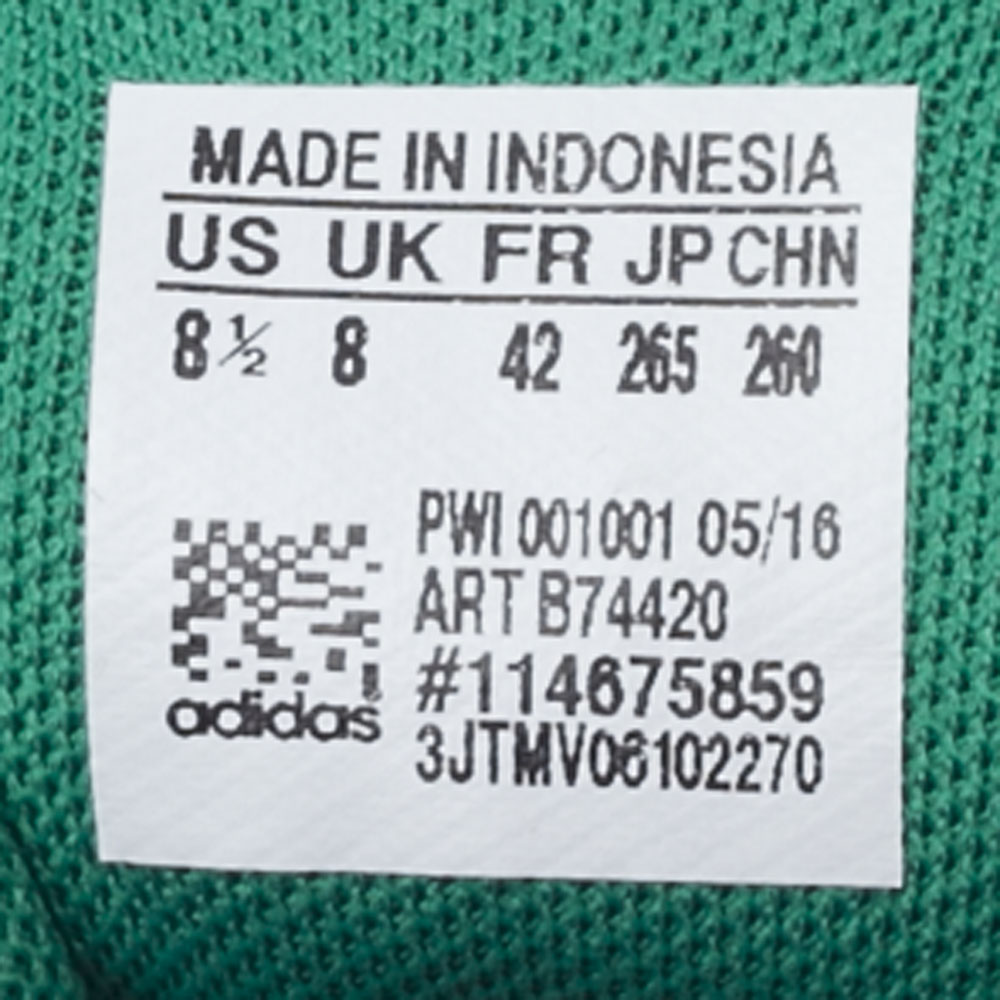 MADE IN INDONESIA
US UK FR JP CHN
8½ 8 42 265 260
PWI 001001 05/16
ART B74420
#114675859
3JTMV06102270
adidas